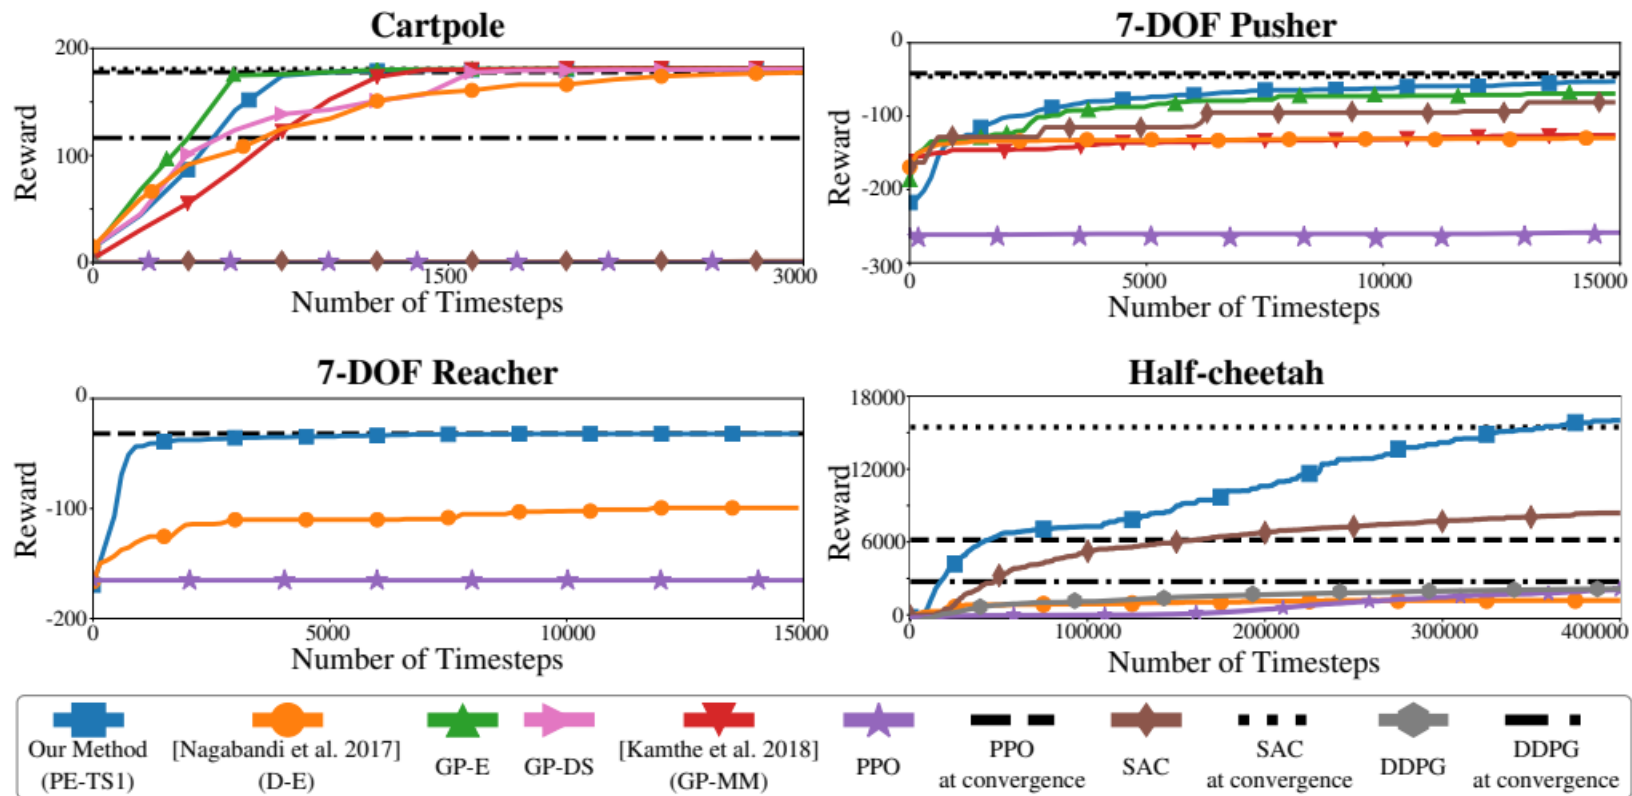 Cartpole
200
100
0
Reward
0
1500
3000
Number of Timesteps
7-DOF Pusher
0
-100
-200
-300
Reward
0
5000
10000
15000
Number of Timesteps
7-DOF Reacher
0
-100
-200
Reward
0
5000
10000
15000
Number of Timesteps
Half-cheetah
18000
12000
6000
0
Reward
0
100000
200000
300000
400000
Number of Timesteps
Our Method
(PE-TS1)
[Nagabandi et al. 2017]
(D-E)
GP-E
GP-DS
[Kamthe et al. 2018]
(GP-MM)
PPO
PPO
at convergence
SAC
SAC
at convergence
DDPG
DDPG
at convergence